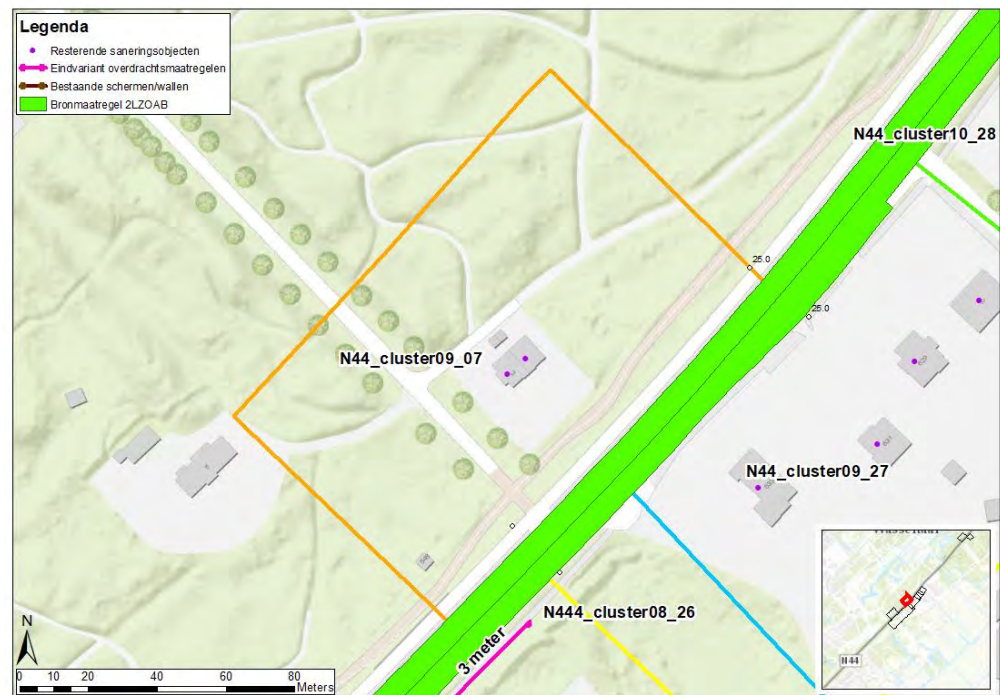 Legenda
Resterende saneringsobjecten
Eindvariant overdrachtsmaatregelen
Bestaande schermen/wallen
Bronmaatregel 2LZOAB
N44_cluster10_28
25.0
25.0
N44_cluster09_07
N44_cluster09_27
N444_cluster08_26
3 meter
N
0 10 20 40 60 80
Meters
Wassenaar
N44